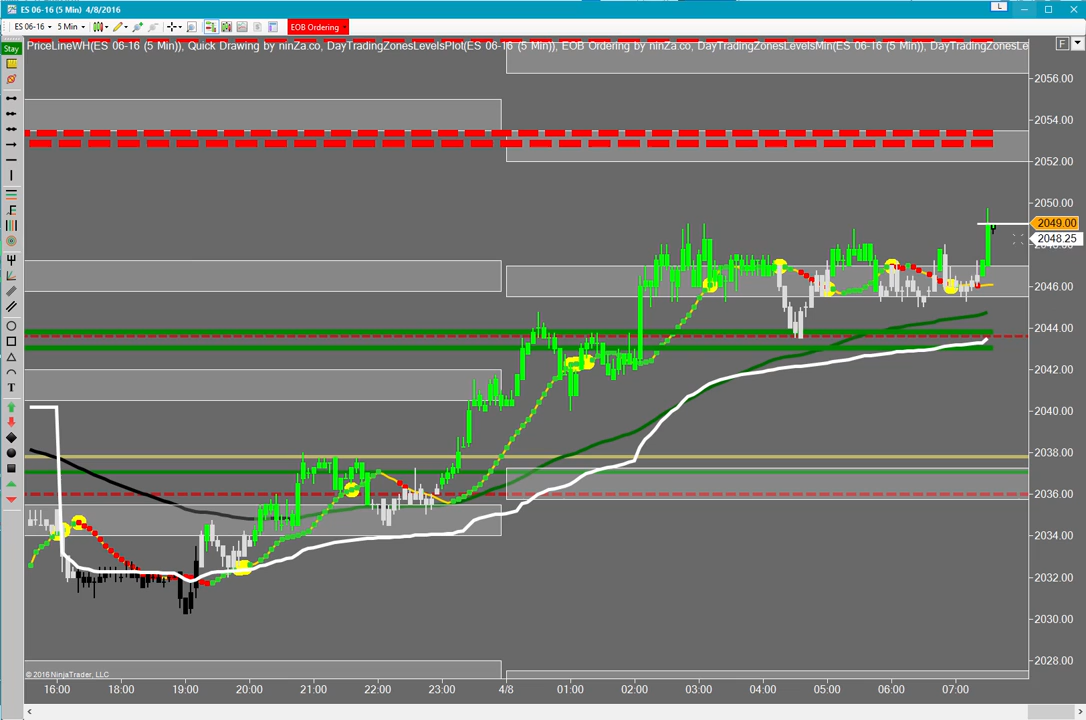 ES 06-16 (5 Min)  4/8/2016
L
ES 06-16
5 Min
EOB Ordering
Stay
PriceLineWH(ES 06-16 (5 Min)), Quick Drawing by ninZa.co, DayTradingZonesLevelsPlot(ES 06-16 (5 Min)), EOB Ordering by ninZa.co, DayTradingZonesLevelsMin(ES 06-16 (5 Min)), DayTradingZonesLe
F
2056.00
2054.00
2052.00
2050.00
2049.00
2048.25
2046.00
2044.00
2042.00
2040.00
2038.00
2036.00
2034.00
2032.00
2030.00
2028.00
T
© 2016 NinjaTrader, LLC
16:00 18:00 19:00 20:00 21:00 22:00 23:00 4/8 01:00 02:00 03:00 04:00 05:00 06:00 07:00